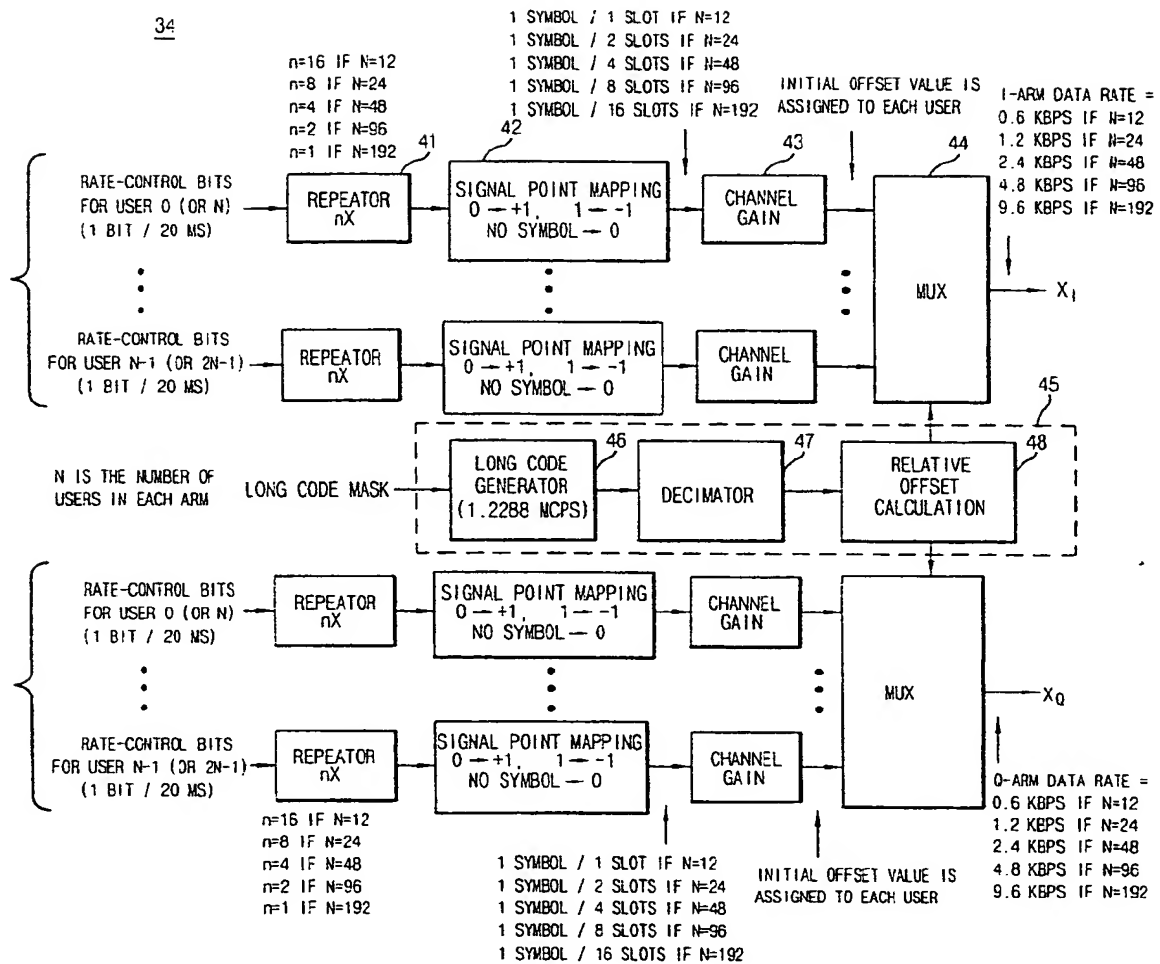 34
n=16 IF N=12
n=8 IF N=24
n=4 IF N=48
n=2 IF N=96
n=1 IF N=192
1 SYMBOL / 1 SLOT IF N=12
1 SYMBOL / 2 SLOTS IF N=24
1 SYMBOL / 4 SLOTS IF N=48
1 SYMBOL / 8 SLOTS IF N=96
1 SYMBOL / 16 SLOTS IF N=192
INITIAL OFFSET VALUE IS
ASSIGNED TO EACH USER
I-ARM DATA RATE =
0.6 KBPS IF N=12
1.2 KBPS IF N=24
2.4 KBPS IF N=48
4.8 KBPS IF N=96
9.6 KBPS IF N=192
RATE-CONTROL BITS
FOR USER 0 (OR N)
(1 BIT / 20 MS)
41
REPEATOR
nX
42
SIGNAL POINT MAPPING
0→+1, 1→-1
NO SYMBOL→0
43
CHANNEL
GAIN
44
MUX
XI
RATE-CONTROL BITS
FOR USER N-1 (OR 2N-1)
(1 BIT / 20 MS)
REPEATOR
nX
SIGNAL POINT MAPPING
0→+1, 1→-1
NO SYMBOL→0
CHANNEL
GAIN
45
N IS THE NUMBER OF
USERS IN EACH ARM
LONG CODE MASK
46
LONG CODE
GENERATOR
(1.2288 MCPS)
47
DECIMATOR
48
RELATIVE
OFFSET
CALCULATION
RATE-CONTROL BITS
FOR USER 0 (OR N)
(1 BIT / 20 MS)
REPEATOR
nX
SIGNAL POINT MAPPING
0→+1, 1→-1
NO SYMBOL→0
CHANNEL
GAIN
MUX
XQ
RATE-CONTROL BITS
FOR USER N-1 (OR 2N-1)
(1 BIT / 20 MS)
REPEATOR
nX
SIGNAL POINT MAPPING
0→+1, 1→-1
NO SYMBOL→0
CHANNEL
GAIN
n=16 IF N=12
n=8 IF N=24
n=4 IF N=48
n=2 IF N=96
n=1 IF N=192
1 SYMBOL / 1 SLOT IF N=12
1 SYMBOL / 2 SLOTS IF N=24
1 SYMBOL / 4 SLOTS IF N=48
1 SYMBOL / 8 SLOTS IF N=96
1 SYMBOL / 16 SLOTS IF N=192
INITIAL OFFSET VALUE IS
ASSIGNED TO EACH USER
Q-ARM DATA RATE =
0.6 KBPS IF N=12
1.2 KBPS IF N=24
2.4 KBPS IF N=48
4.8 KBPS IF N=96
9.6 KBPS IF N=192